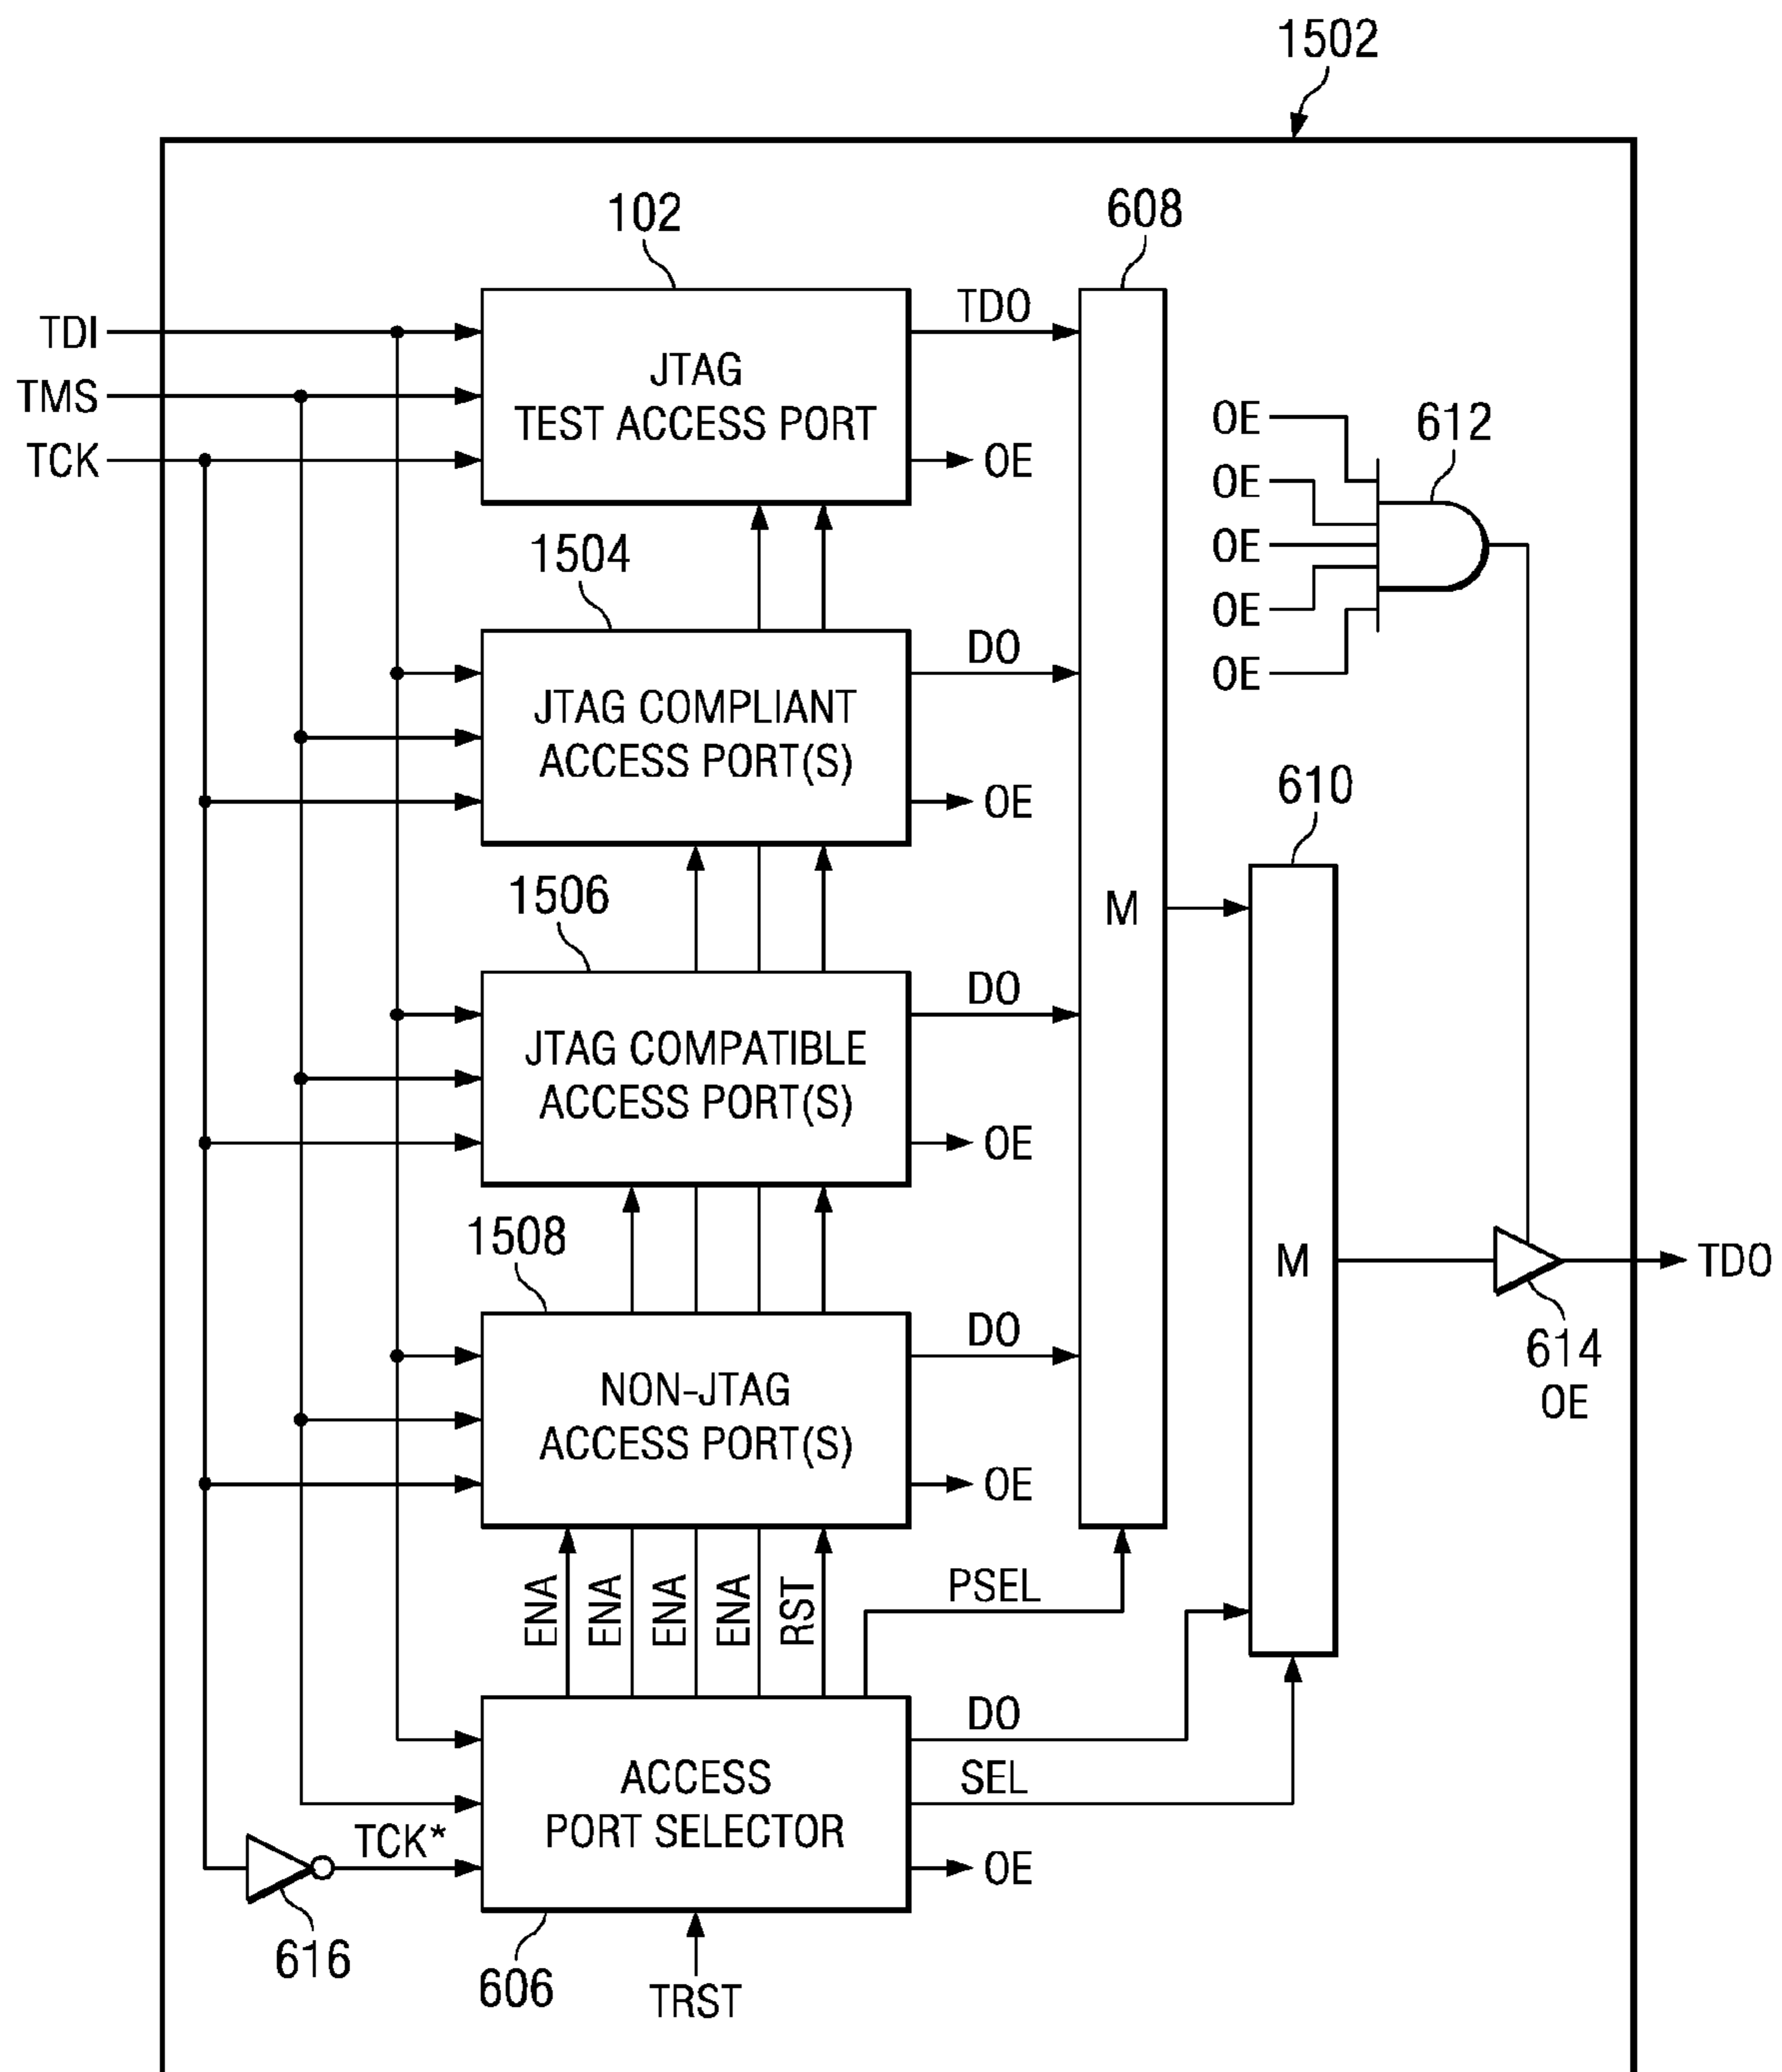 1502
102
608
TDI
TMS
TCK
JTAG
TEST ACCESS PORT
TDO
OE
OE
OE
OE
OE
OE
612
1504
JTAG COMPLIANT
ACCESS PORT(S)
DO
OE
610
1506
JTAG COMPATIBLE
ACCESS PORT(S)
DO
OE
M
M
TDO
614
OE
1508
NON-JTAG
ACCESS PORT(S)
DO
OE
ENA
ENA
ENA
ENA
RST
PSEL
ACCESS
PORT SELECTOR
DO
SEL
OE
TCK*
616
606
TRST